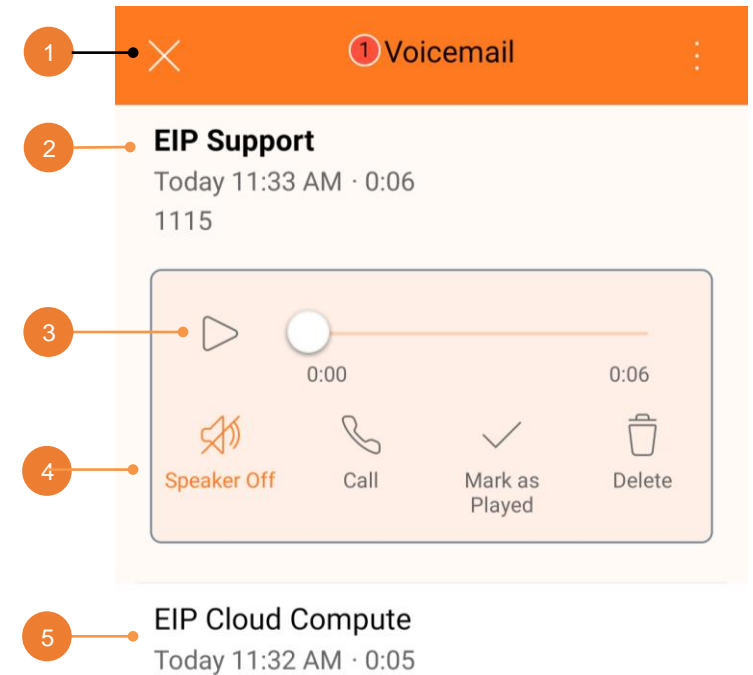 1
1 Voicemail
2
EIP Support
Today 11:33 AM · 0:06
1115
3
0:00 0:06
4
Speaker Off Call Mark as Played Delete
5
EIP Cloud Compute
Today 11:32 AM · 0:05